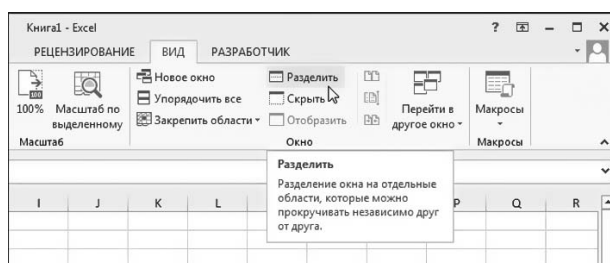 Книга1 - Excel
РЕЦЕНЗИРОВАНИЕ ВИД РАЗРАБОТЧИК
100%
Масштаб по
выделенному
Масштаб
Новое окно
Упорядочить все
Закрепить области
Разделить
Скрыть
Отобразить
Перейти в
другое окно
Окно
Макросы
Макросы
Разделить
Разделение окна на отдельные
области, которые можно
прокручивать независимо друг
от друга.
I J K L P Q R